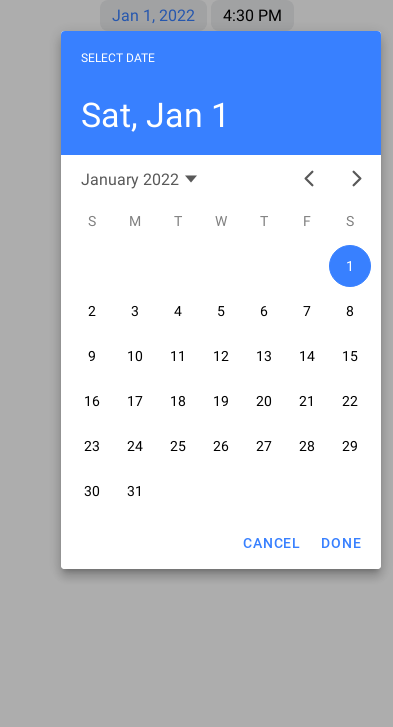 Jan 1, 2022 4:30 PM
SELECT DATE
Sat, Jan 1
January 2022
S M T W T F S
1
2 3 4 5 6 7 8
9 10 11 12 13 14 15
16 17 18 19 20 21 22
23 24 25 26 27 28 29
30 31
CANCEL DONE